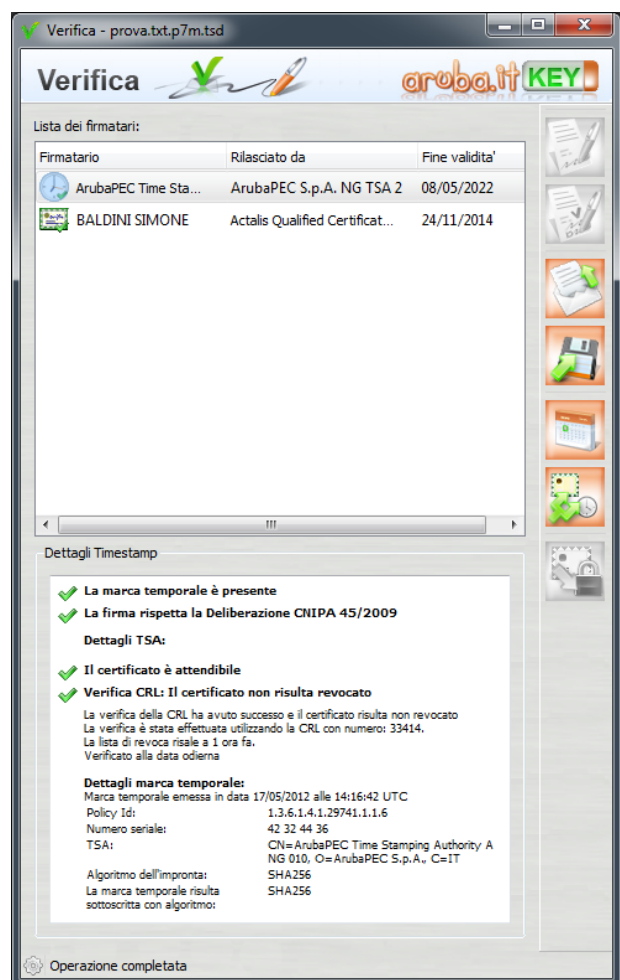 Verifica - prova.txt.p7m.tsd
Verifica
aruba.it KEY
Lista dei firmatari:
Firmatario Rilasciato da Fine validita'
ArubaPEC Time Sta... ArubaPEC S.p.A. NG TSA 2 08/05/2022
BALDINI SIMONE Actalis Qualified Certificat... 24/11/2014
Dettagli Timestamp
La marca temporale è presente
La firma rispetta la Deliberazione CNIPA 45/2009
Dettagli TSA:
Il certificato è attendibile
Verifica CRL: Il certificato non risulta revocato
La verifica della CRL ha avuto successo e il certificato risulta non revocato
La verifica è stata effettuata utilizzando la CRL con numero: 33414.
La lista di revoca risale a 1 ora fa.
Verificato alla data odierna
Dettagli marca temporale:
Marca temporale emessa in data 17/05/2012 alle 14:16:42 UTC
Policy Id: 1.3.6.1.4.1.29741.1.1.6
Numero seriale: 42 32 44 36
TSA: CN=ArubaPEC Time Stamping Authority A
NG 010, O=ArubaPEC S.p.A., C=IT
Algoritmo dell'impronta: SHA256
La marca temporale risulta SHA256
sottoscritta con algoritmo:
Operazione completata